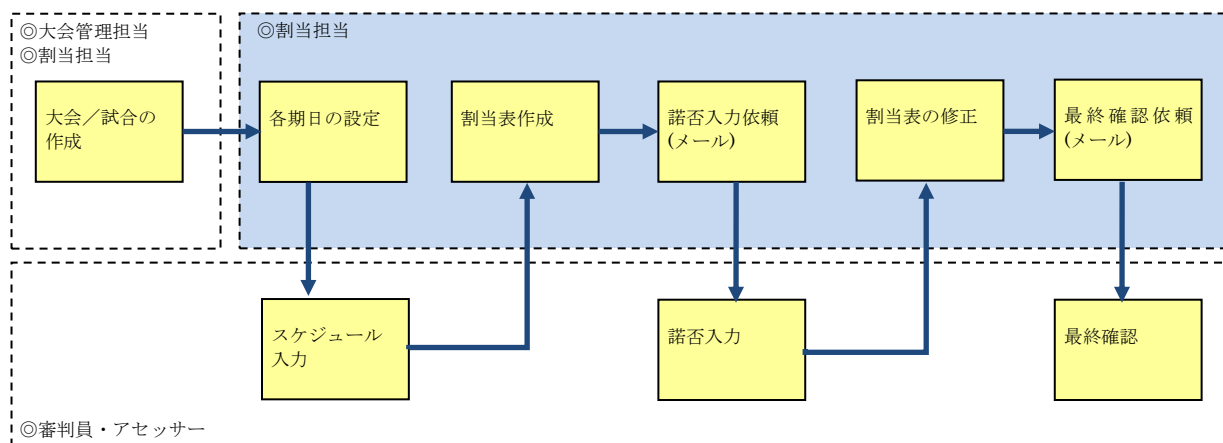 ◎大会管理担当
◎割当担当
◎割当担当
大会／試合の
作成
各期日の設定
割当表作成
諾否入力依頼
(メール)
割当表の修正
最終確認依頼
(メール)
スケジュール
入力
諾否入力
最終確認
◎審判員・アセッサー